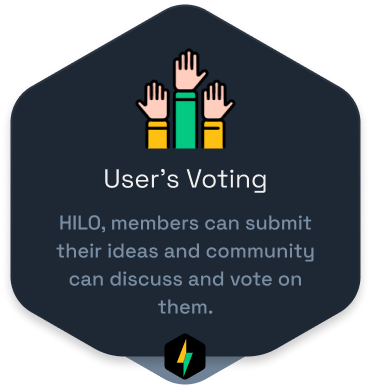 User's Voting
HILO, members can submit
their ideas and community
can discuss and vote on
them.